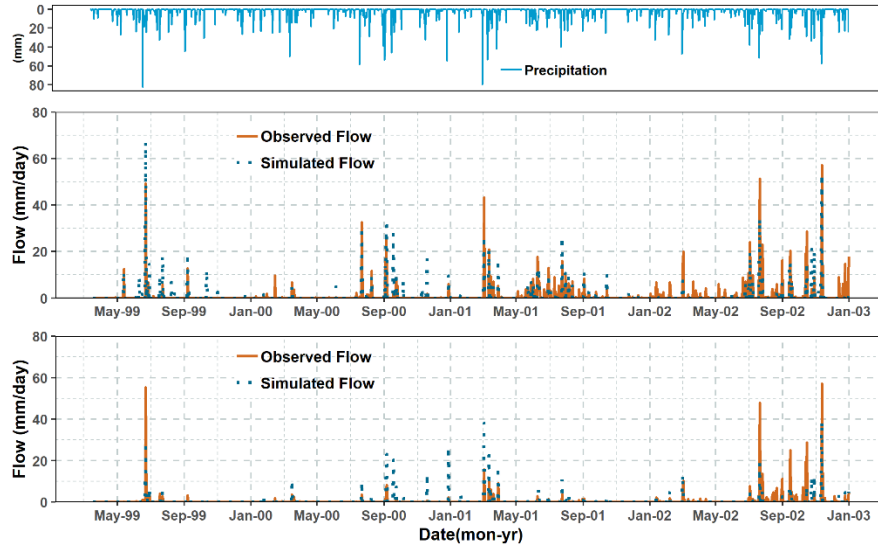 0
20
40
60
80
(mm)
Precipitation
80
60
40
20
0
Flow (mm/day)
Observed Flow
Simulated Flow
May-99 Sep-99 Jan-00 May-00 Sep-00 Jan-01 May-01 Sep-01 Jan-02 May-02 Sep-02 Jan-03
80
60
40
20
0
Flow (mm/day)
Observed Flow
Simulated Flow
May-99 Sep-99 Jan-00 May-00 Sep-00 Jan-01 May-01 Sep-01 Jan-02 May-02 Sep-02 Jan-03
Date(mon-yr)